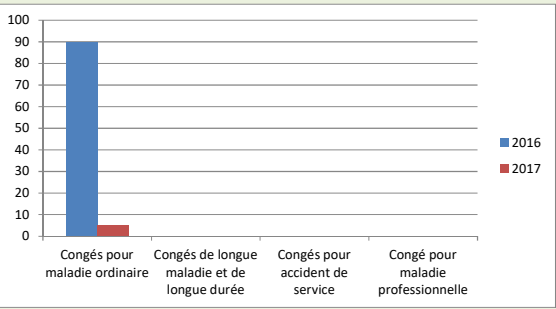 100
90
80
70
60
50
40
30
20
10
0
2016
2017
Congés pour
maladie ordinaire
Congés de longue
maladie et de
longue durée
Congés pour
accident de
service
Congé pour
maladie
professionnelle